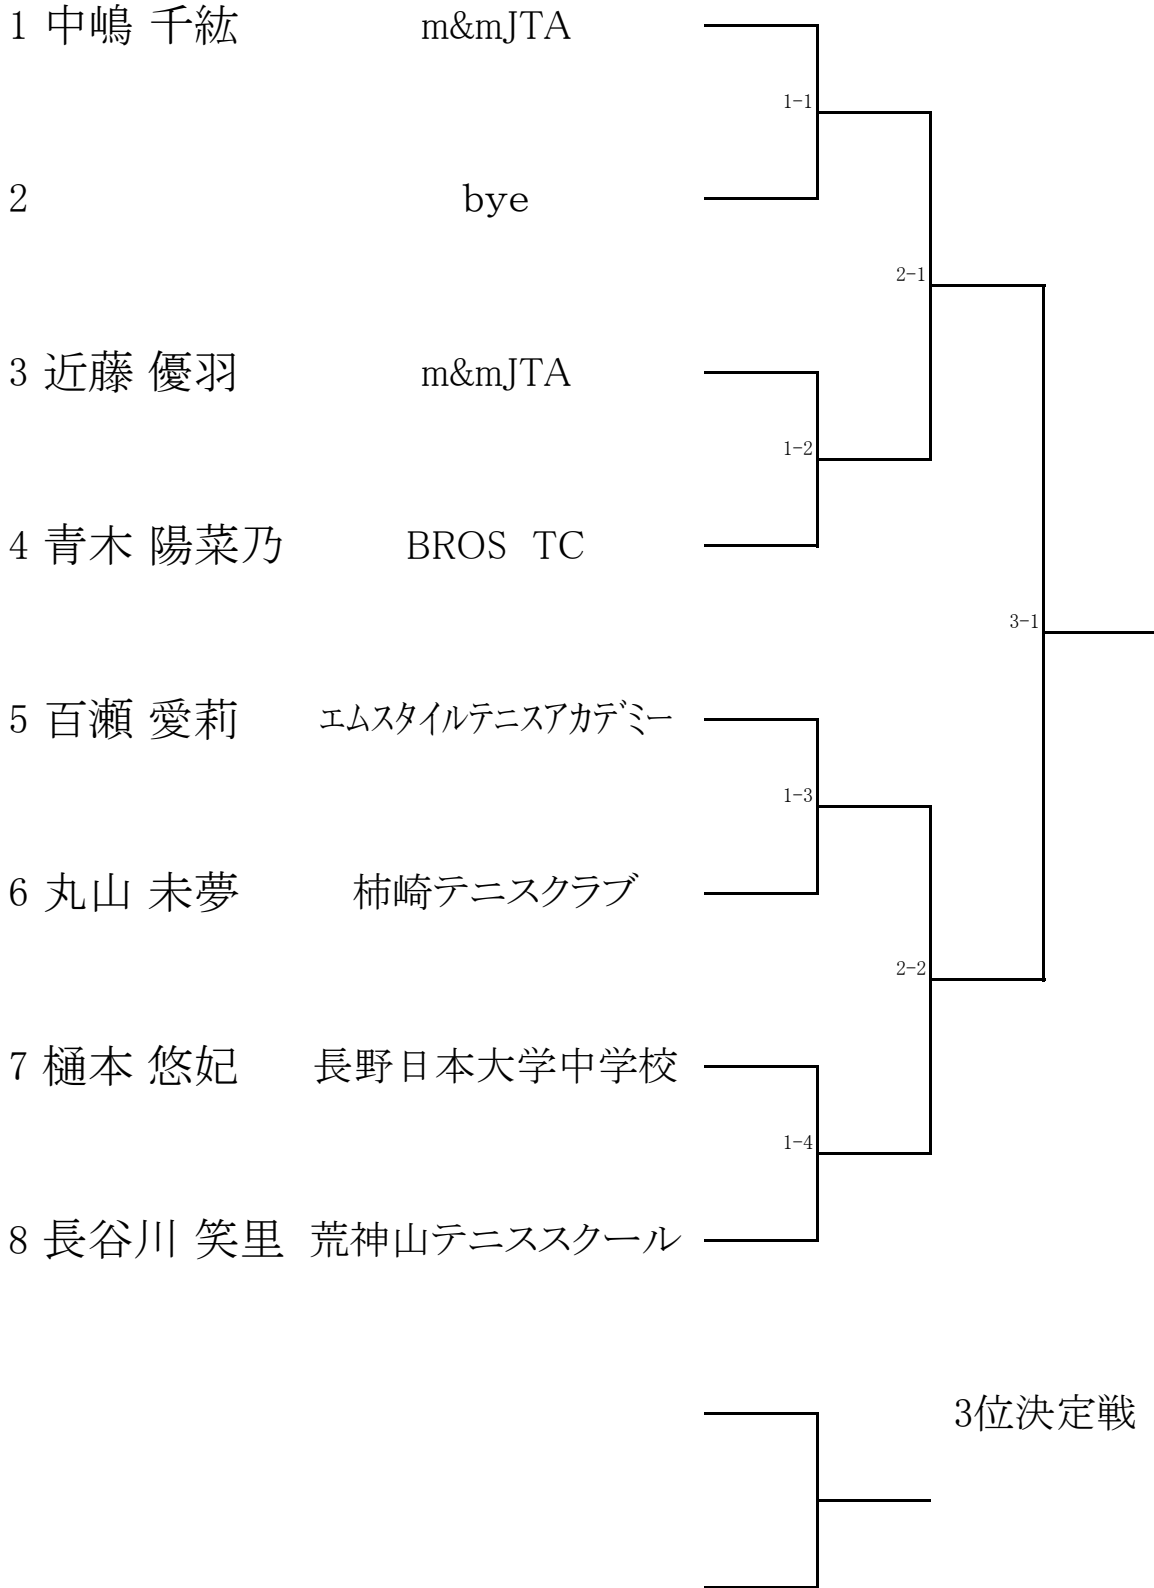 1 中嶋 千紘 m&mJTA
1-1
2 bye
2-1
3 近藤 優羽 m&mJTA
1-2
4 青木 陽菜乃 BROS TC
3-1
5 百瀬 愛莉 エムスタイルテニスアカデミー
1-3
6 丸山 未夢 柿崎テニスクラブ
2-2
7 樋本 悠妃 長野日本大学中学校
1-4
8 長谷川 笑里 荒神山テニススクール
3位決定戦